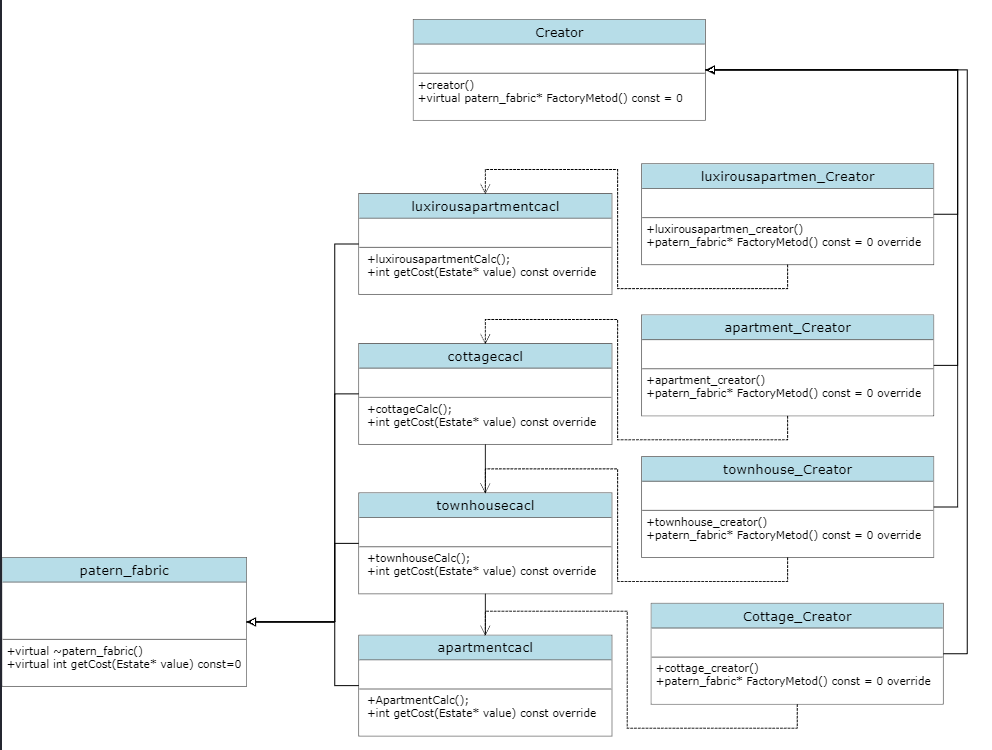 Creator
+creator()
+virtual patern_fabric* FactoryMetod() const = 0
luxirousapartmen_Creator
+luxirousapartmen_creator()
+patern_fabric* FactoryMetod() const = 0 override
luxirousapartmentcacl
+luxirousapartmentCalc();
+int getCost(Estate* value) const override
apartment_Creator
+apartment_creator()
+patern_fabric* FactoryMetod() const = 0 override
cottagecacl
+cottageCalc();
+int getCost(Estate* value) const override
townhouse_Creator
+townhouse_creator()
+patern_fabric* FactoryMetod() const = 0 override
townhousecacl
+townhouseCalc();
+int getCost(Estate* value) const override
patern_fabric
+virtual ~patern_fabric()
+virtual int getCost(Estate* value) const=0
Cottage_Creator
+cottage_creator()
+patern_fabric* FactoryMetod() const = 0 override
apartmentcacl
+ApartmentCalc();
+int getCost(Estate* value) const override